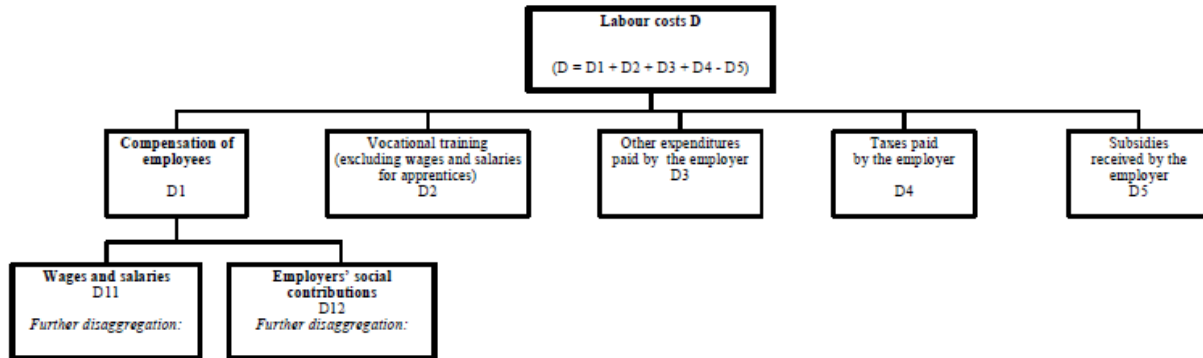 Labour costs D
(D = D1 + D2 + D3 + D4 - D5)
Compensation of
employees
D1
Vocational training
(excluding wages and salaries
for apprentices)
D2
Other expenditures
paid by the employer
D3
Taxes paid
by the employer
D4
Subsidies
received by the
employer
D5
Wages and salaries
D11
Further disaggregation:
Employers' social
contributions
D12
Further disaggregation: